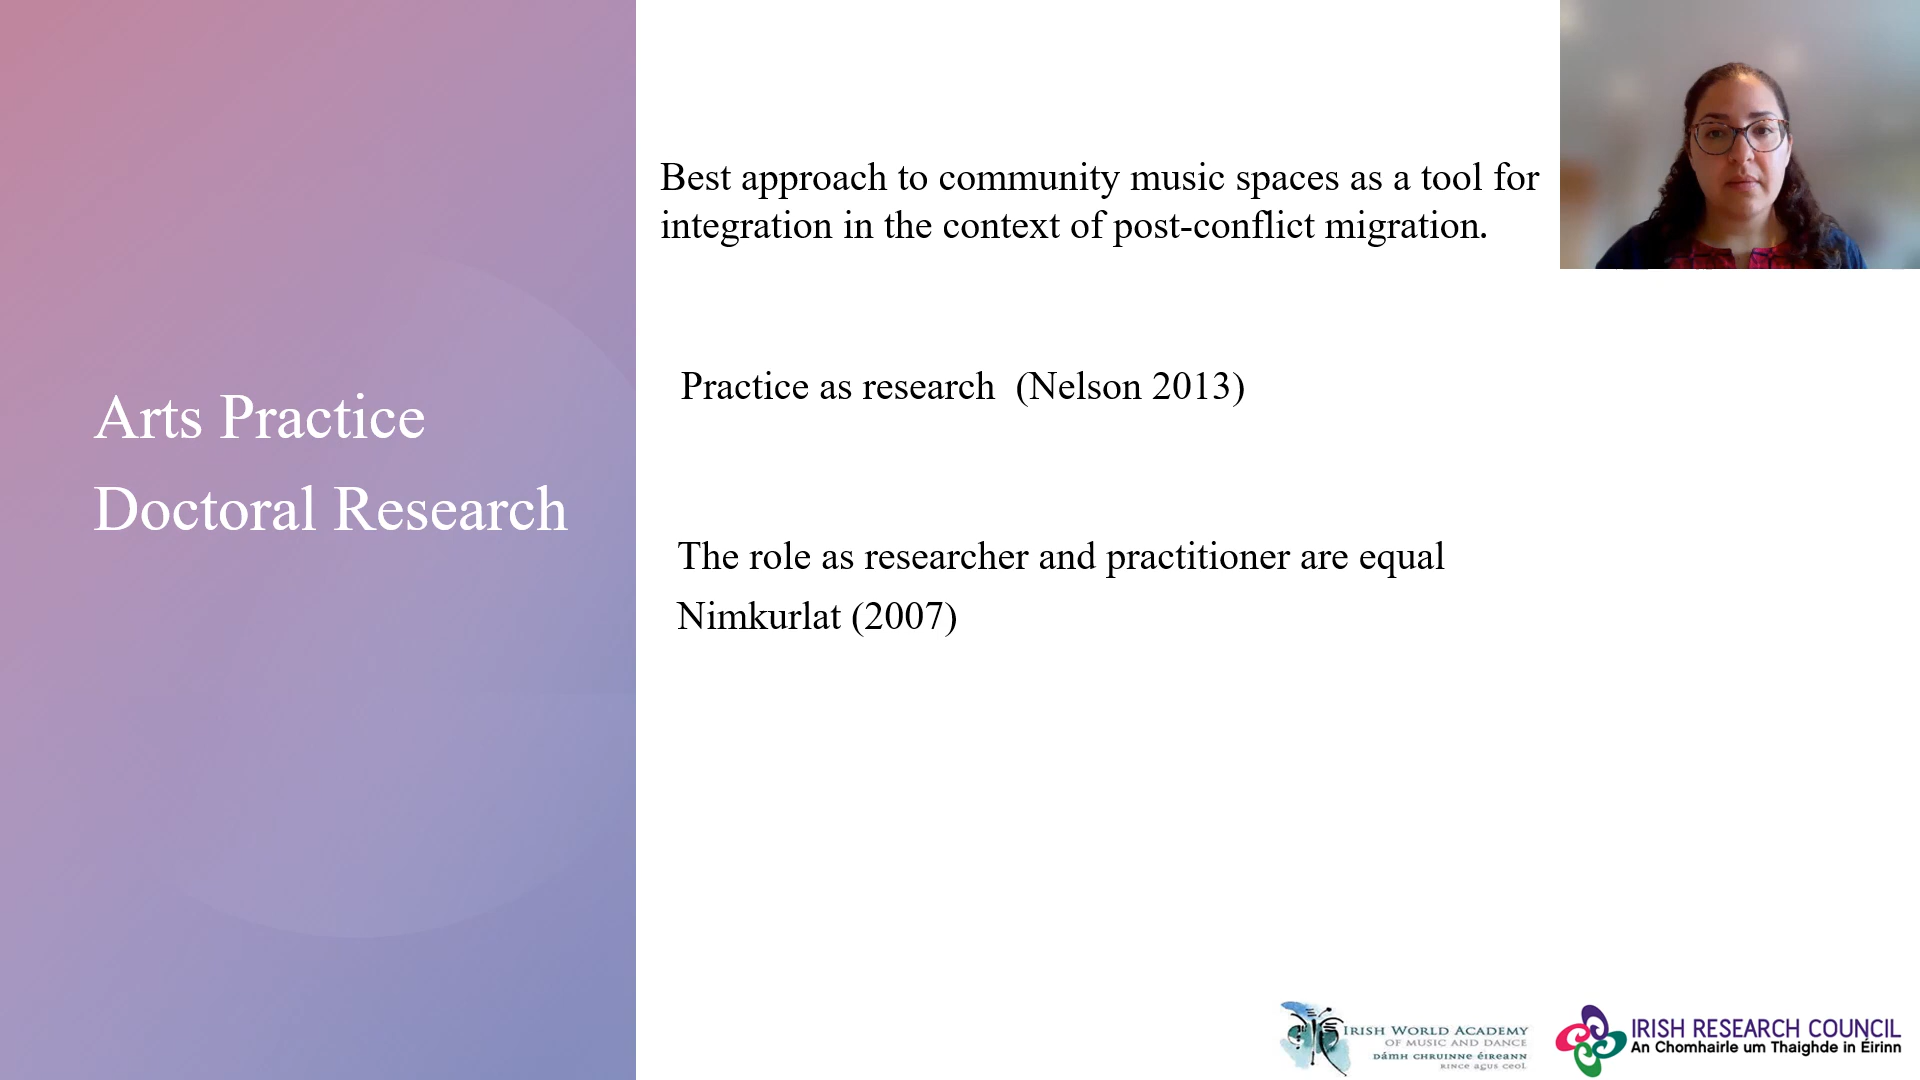 Arts Practice
Doctoral Research
Best approach to community music spaces as a tool for
integration in the context of post-conflict migration.
Practice as research (Nelson 2013)
The role as researcher and practitioner are equal
Nimkurlat (2007)
IRISH WORLD ACADEMY
OF MUSIC AND DANCE
DÁMH CHRUINNE ÉIREANN
RINCE AGUS CEOL
IRISH RESEARCH COUNCIL
An Chomhairle um Thaighde in Éirinn